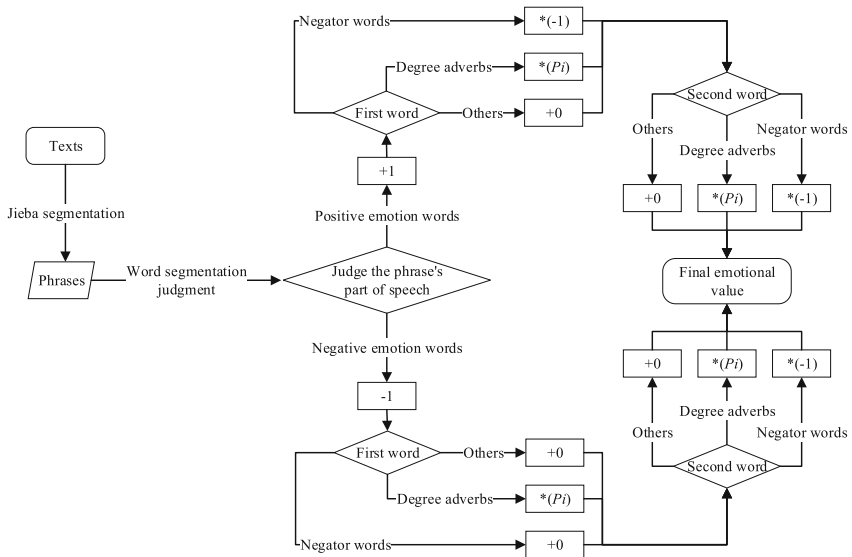 Negator words
*(-1)
Degree adverbs
*(Pi)
First word
Others
+0
Second word
Others
Negator words
Degree adverbs
Texts
+1
Jieba segmentation
Positive emotion words
+0
*(Pi)
*(-1)
Phrases
Word segmentation
judgment
Judge the phrase's
part of speech
Final emotional
value
Negative emotion words
-1
+0
*(Pi)
*(-1)
Degree adverbs
Others
Negator words
First word
Others
+0
Second word
Degree adverbs
*(Pi)
Negator words
+0